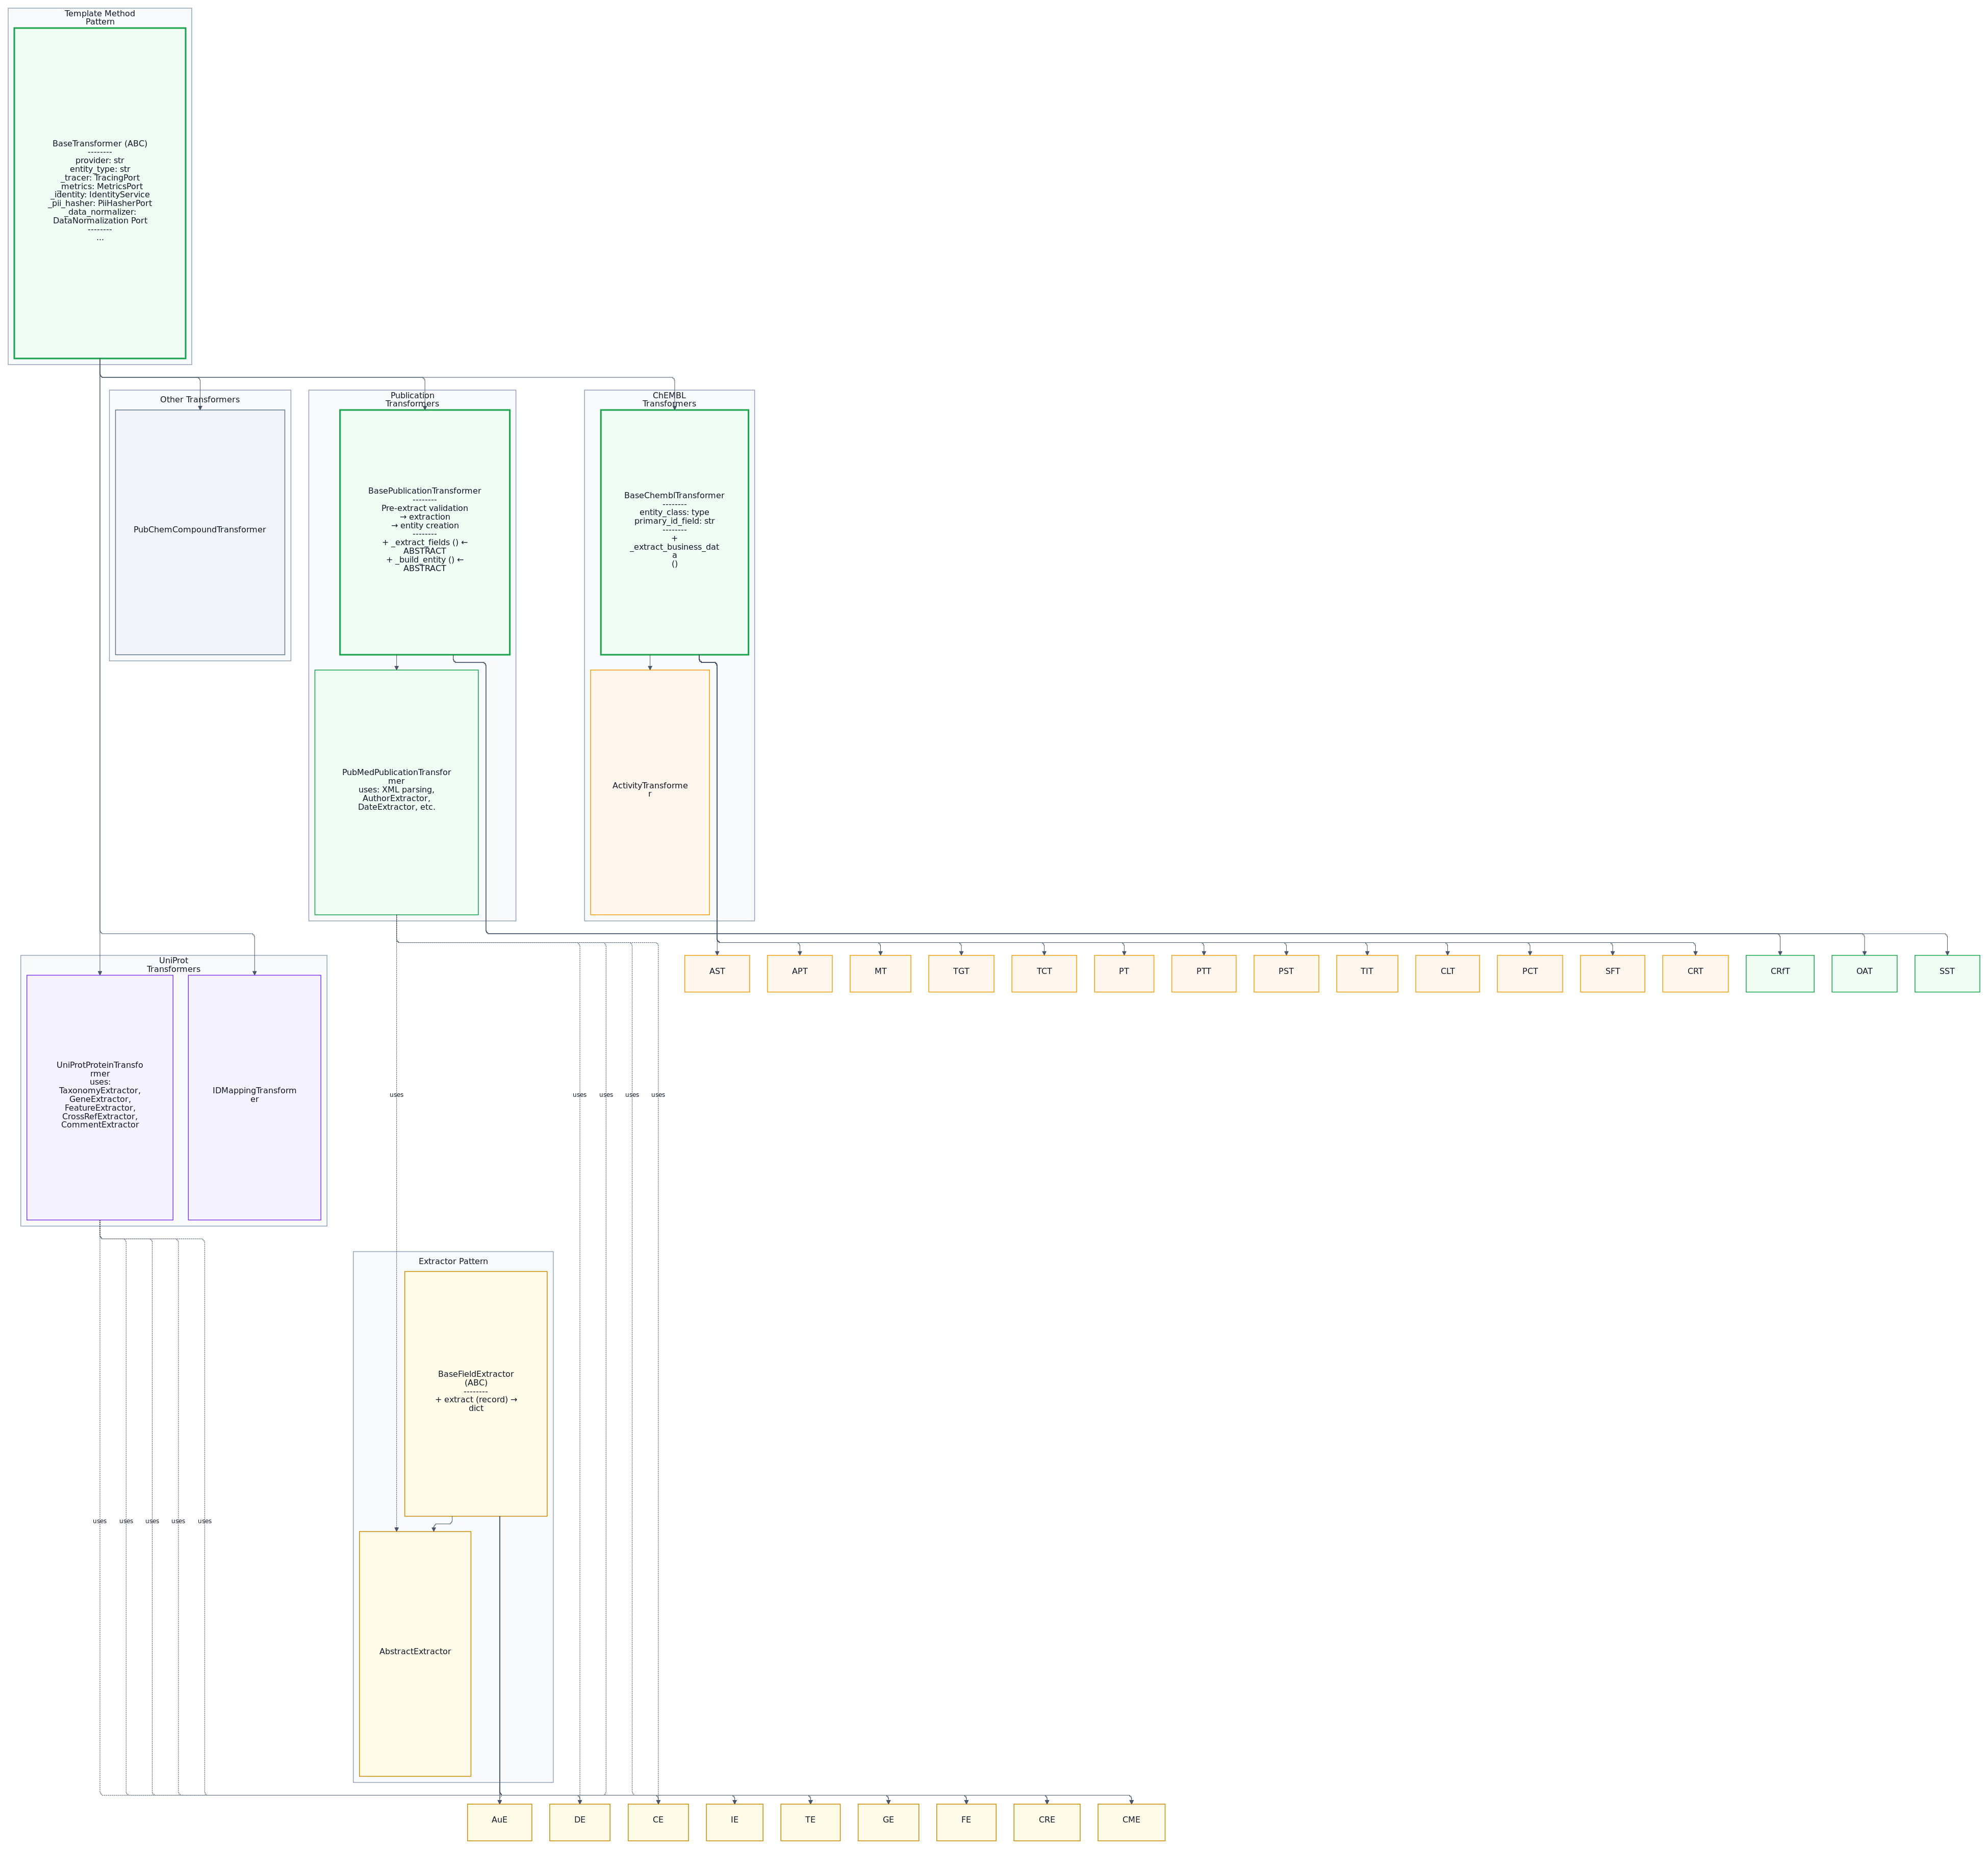 Template Method
Pattern
BaseTransformer (ABC)
--------
provider: str
entity_type: str
_tracer: TracingPort
_metrics: MetricsPort
_identity: IdentityService
_pii_hasher: PiiHasherPort
_data_normalizer:
DataNormalization Port
--------
...
Other Transformers
PubChemCompoundTransformer
Publication
Transformers
BasePublicationTransformer
--------
Pre-extract validation
→ extraction
→ entity creation
--------
+ _extract_fields () ←
ABSTRACT
+ _build_entity () ←
ABSTRACT
PubMedPublicationTransfor
mer
uses: XML parsing,
AuthorExtractor,
DateExtractor, etc.
ChEMBL
Transformers
BaseChemblTransformer
--------
entity_class: type
primary_id_field: str
--------
+
_extract_business_dat
a
()
ActivityTransforme
r
UniProt
Transformers
UniProtProteinTransfo
rmer
uses:
TaxonomyExtractor,
GeneExtractor,
FeatureExtractor,
CrossRefExtractor,
CommentExtractor
IDMappingTransform
er
AST
APT
MT
TGT
TCT
PT
PTT
PST
TIT
CLT
PCT
SFT
CRT
CRfT
OAT
SST
uses
uses
uses
uses
uses
Extractor Pattern
BaseFieldExtractor
(ABC)
--------
+ extract (record) →
dict
AbstractExtractor
uses
uses
uses
uses
uses
AuE
DE
CE
IE
TE
GE
FE
CRE
CME